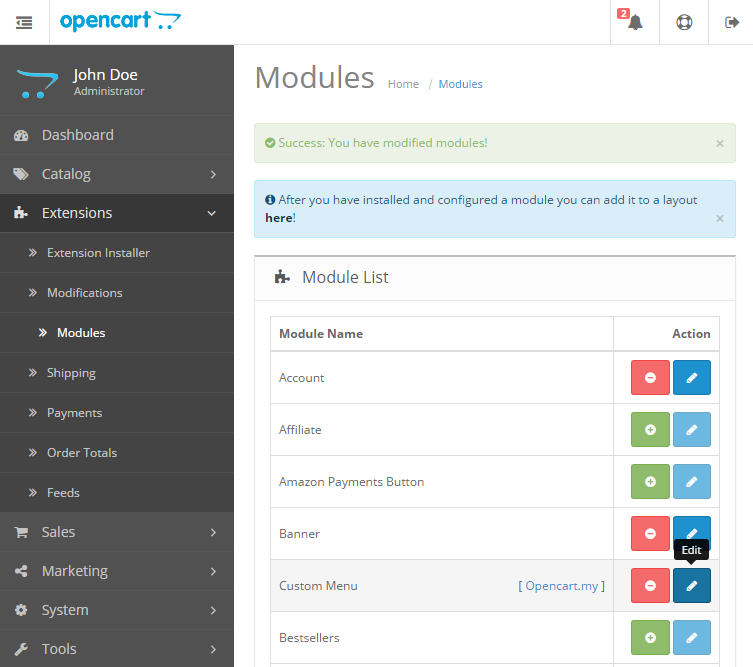 opencart
2
John Doe
Administrator
Dashboard
Catalog
Extensions
Extension Installer
Modifications
Modules
Shipping
Payments
Order Totals
Feeds
Sales
Marketing
System
Tools
Modules Home / Modules
Success: You have modified modules! ×
After you have installed and configured a module you can add it to a layout
here! ×
Module List
Module Name Action
Account
Affiliate
Amazon Payments Button
Banner
Edit
Custom Menu [ Opencart.my ]
Bestsellers